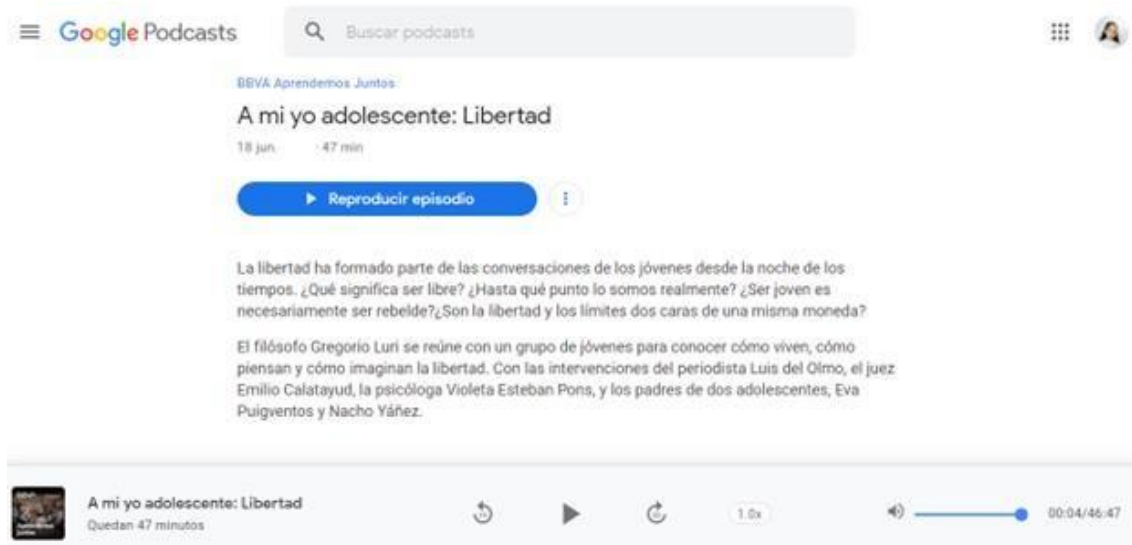 Google Podcasts
Buscar podcasts
BBVA Aprendemos Juntos
A mi yo adolescente: Libertad
18 jun. · 47 min
Reproducir episodio
La libertad ha formado parte de las conversaciones de los jóvenes desde la noche de los
tiempos. ¿Qué significa ser libre? ¿Hasta qué punto lo somos realmente? ¿Ser joven es
necesariamente ser rebelde?¿Son la libertad y los límites dos caras de una misma moneda?
El filósofo Gregorio Luri se reúne con un grupo de jóvenes para conocer cómo viven, cómo
piensan y cómo imaginan la libertad. Con las intervenciones del periodista Luis del Olmo, el juez
Emilio Calatayud, la psicóloga Violeta Esteban Pons, y los padres de dos adolescentes, Eva
Puigventos y Nacho Yáñez.
A mi yo adolescente: Libertad
Quedan 47 minutos
1.0x
00:04/46:47